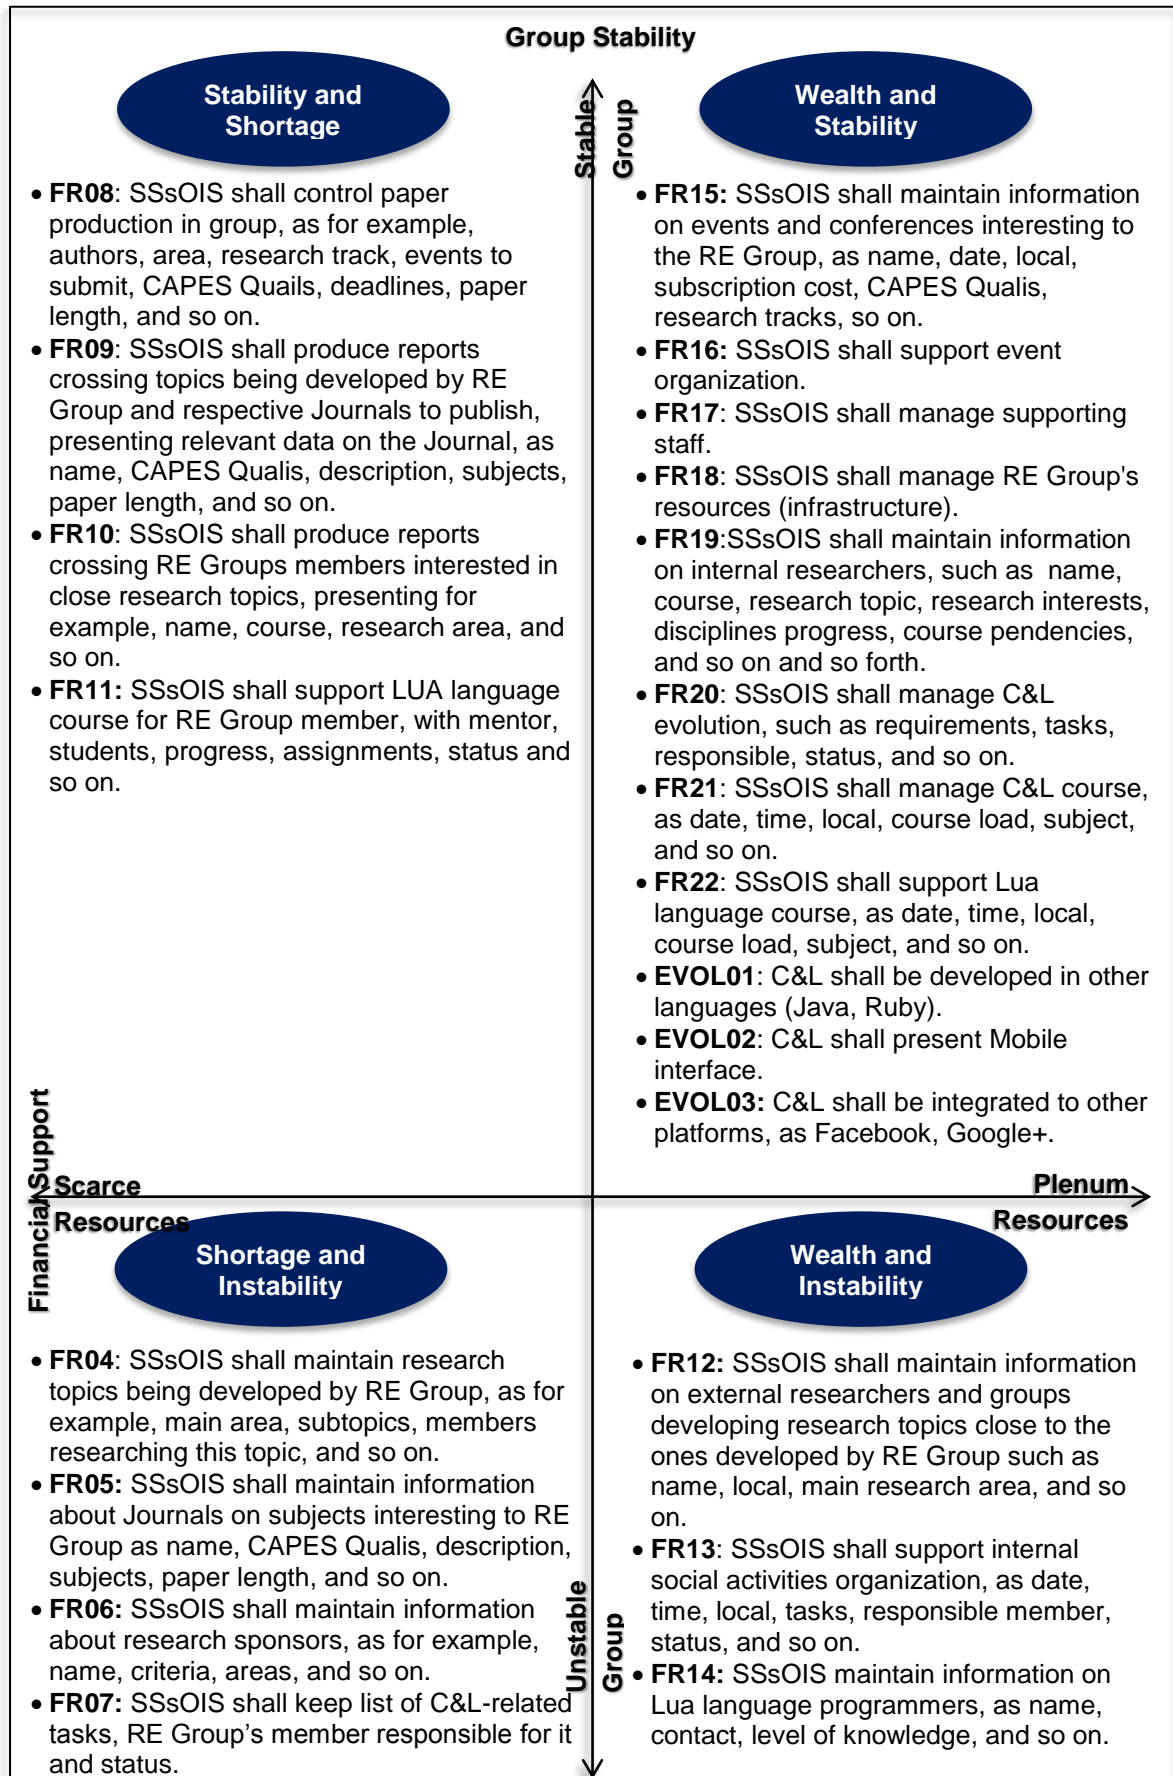 Group Stability
Stability and
Shortage
Wealth and
Stability
Stable
Group
• FR08: SSsOIS shall control paper
production in group, as for example,
authors, area, research track, events to
submit, CAPES Quails, deadlines, paper
length, and so on.
• FR09: SSsOIS shall produce reports
crossing topics being developed by RE
Group and respective Journals to publish,
presenting relevant data on the Journal, as
name, CAPES Qualis, description, subjects,
paper length, and so on.
• FR10: SSsOIS shall produce reports
crossing RE Groups members interested in
close research topics, presenting for
example, name, course, research area, and
so on.
• FR11: SSsOIS shall support LUA language
course for RE Group member, with mentor,
students, progress, assignments, status and
so on.
• FR15: SSsOIS shall maintain information
on events and conferences interesting to
the RE Group, as name, date, local,
subscription cost, CAPES Qualis,
research tracks, so on.
• FR16: SSsOIS shall support event
organization.
• FR17: SSsOIS shall manage supporting
staff.
• FR18: SSsOIS shall manage RE Group's
resources (infrastructure).
• FR19:SSsOIS shall maintain information
on internal researchers, such as name,
course, research topic, research interests,
disciplines progress, course pendencies,
and so on and so forth.
• FR20: SSsOIS shall manage C&L
evolution, such as requirements, tasks,
responsible, status, and so on.
• FR21: SSsOIS shall manage C&L course,
as date, time, local, course load, subject,
and so on.
• FR22: SSsOIS shall support Lua
language course, as date, time, local,
course load, subject, and so on.
• EVOL01: C&L shall be developed in other
languages (Java, Ruby).
• EVOL02: C&L shall present Mobile
interface.
• EVOL03: C&L shall be integrated to other
platforms, as Facebook, Google+.
Financial Support
Scarce
Resources
Plenum
Resources
Shortage and
Instability
Wealth and
Instability
• FR04: SSsOIS shall maintain research
topics being developed by RE Group, as for
example, main area, subtopics, members
researching this topic, and so on.
• FR05: SSsOIS shall maintain information
about Journals on subjects interesting to RE
Group as name, CAPES Qualis, description,
subjects, paper length, and so on.
• FR06: SSsOIS shall maintain information
about research sponsors, as for example,
name, criteria, areas, and so on.
• FR07: SSsOIS shall keep list of C&L-related
tasks, RE Group’s member responsible for it
and status.
Unstable
Group
• FR12: SSsOIS shall maintain information
on external researchers and groups
developing research topics close to the
ones developed by RE Group such as
name, local, main research area, and so
on.
• FR13: SSsOIS shall support internal
social activities organization, as date,
time, local, tasks, responsible member,
status, and so on.
• FR14: SSsOIS maintain information on
Lua language programmers, as name,
contact, level of knowledge, and so on.